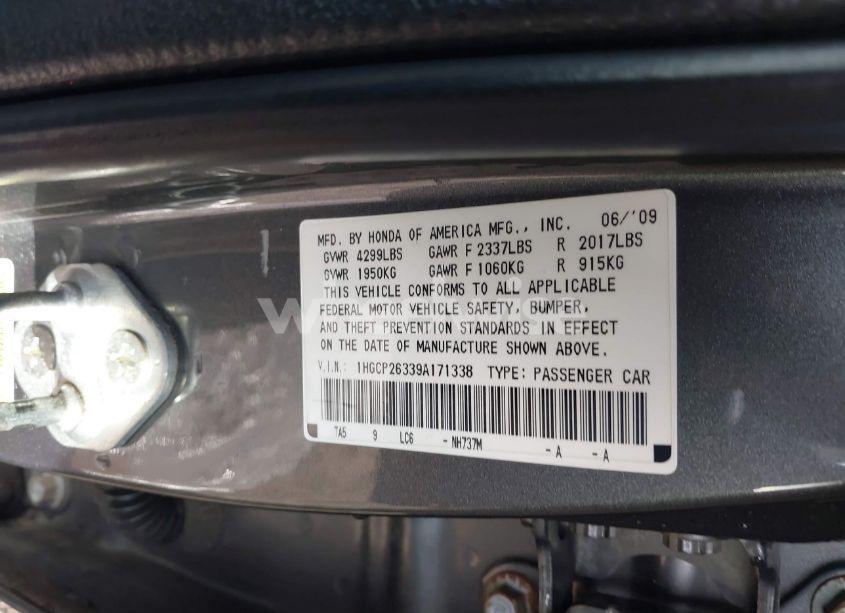 MFD. BY HONDA OF AMERICA MFG., INC. 06/'09
GVWR 4299LBS GAWR F 2337LBS R 2017LBS
GVWR 1950KG GAWR F 1060KG R 915KG
THIS VEHICLE CONFORMS TO ALL APPLICABLE
FEDERAL MOTOR VEHICLE SAFETY, BUMPER,
AND THEFT PREVENTION STANDARDS IN EFFECT
ON THE DATE OF MANUFACTURE SHOWN ABOVE.
V.I.N.: 1HGCP26339A171338 TYPE: PASSENGER CAR
TA5 9 LC6 -NH737M -A -A